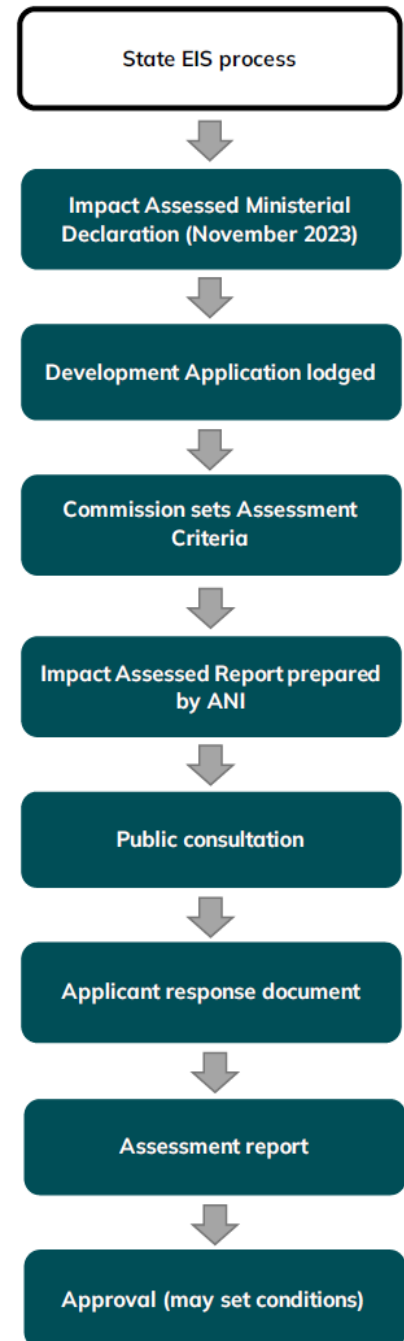 State EIS process
Impact Assessed Ministerial
Declaration (November 2023)
Development Application lodged
Commission sets Assessment
Criteria
Impact Assessed Report prepared
by ANI
Public consultation
Applicant response document
Assessment report
Approval (may set conditions)